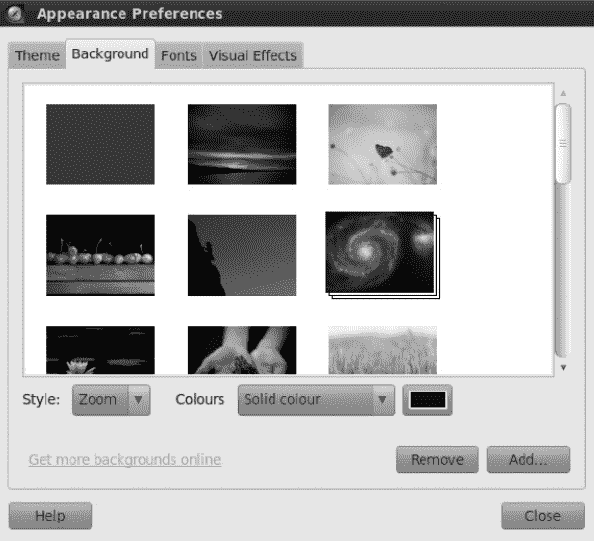 Appearance Preferences
Theme Background Fonts Visual Effects
Style: Zoom Colours Solid colour
Get more backgrounds online Remove Add...
Help Close